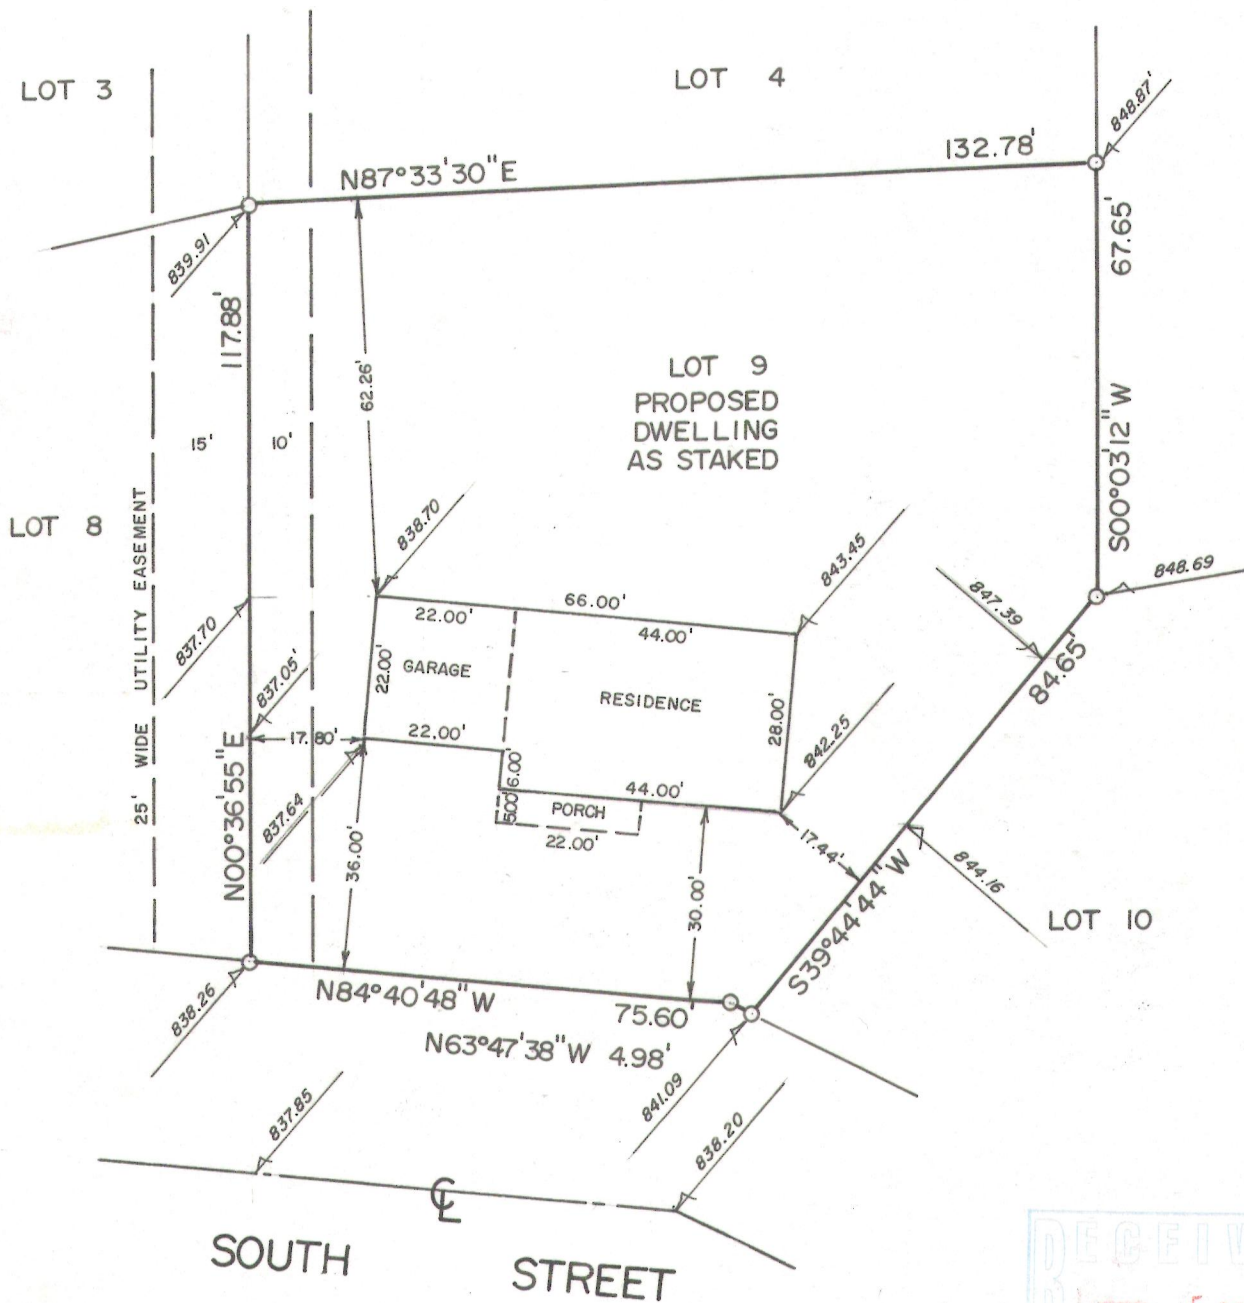 LOT 3
LOT 4
848.87'
132.78'
N87°33'30"E
839.91
67.65'
117.88'
62.26'
LOT 9
PROPOSED
DWELLING
AS STAKED
15'
10'
S00°03'12"W
LOT 8
25' WIDE UTILITY EASEMENT
838.70
843.45
848.69
847.39
66.00'
22.00'
44.00'
84.65'
837.70
837.05'
22.00'
GARAGE
RESIDENCE
28.00'
17.80'
22.00'
842.25
6.00'
44.00'
N00°36'55"E
837.64
5.00'
PORCH
22.00'
17.44'
36.00'
30.00'
844.16
LOT 10
S39°44'44"W
838.26
N84°40'48"W
75.60'
N63°47'38"W 4.98'
841.09
837.85
838.20
CL
SOUTH STREET